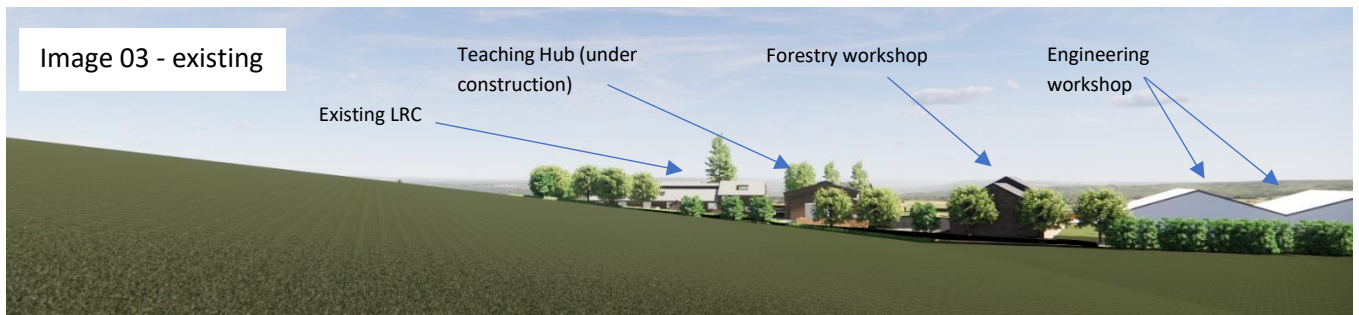 Image 03 - existing
Teaching Hub (under
construction)
Forestry workshop
Engineering
workshop
Existing LRC